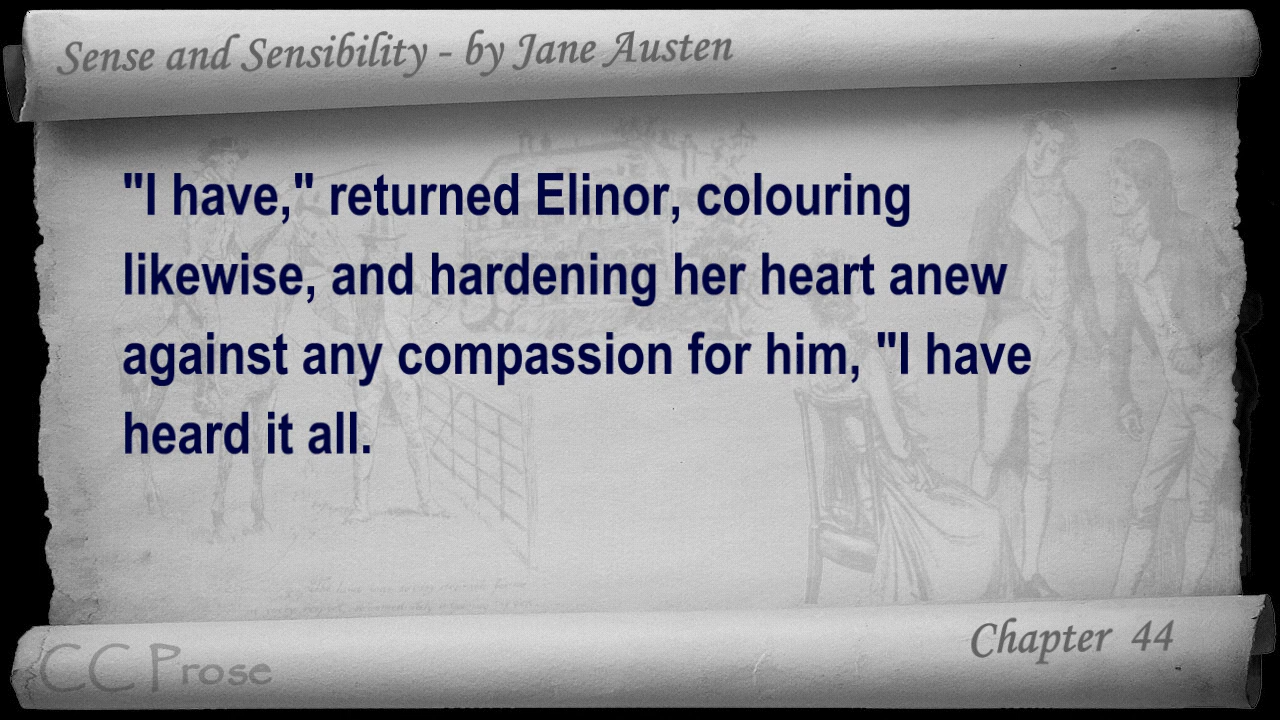 Sense and Sensibility - by Jane Austen
"I have," returned Elinor, colouring
likewise, and hardening her heart anew
against any compassion for him, "I have
heard it all.
Chapter 44
CC Prose